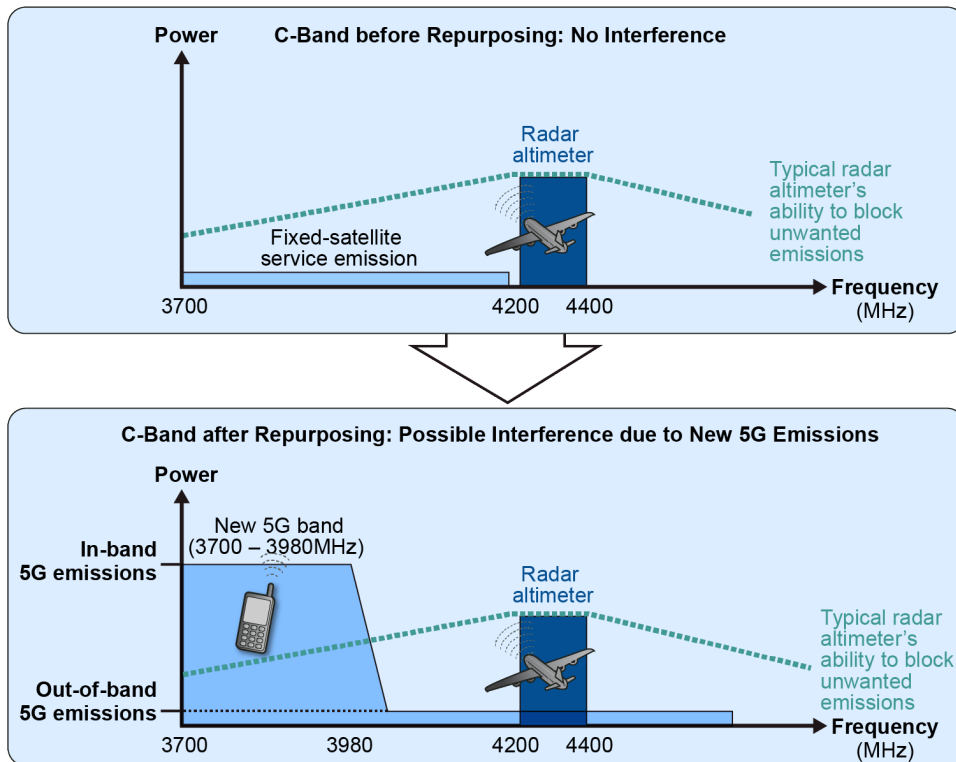 Power
C-Band before Repurposing: No Interference
Radar
altimeter
Typical radar
altimeter's
ability to block
unwanted
emissions
Fixed-satellite
service emission
3700
4200
4400
Frequency
(MHz)
C-Band after Repurposing: Possible Interference due to New 5G Emissions
Power
New 5G band
(3700 – 3980MHz)
In-band
5G emissions
Radar
altimeter
Typical radar
altimeter's
ability to block
unwanted
emissions
Out-of-band
5G emissions
3700
3980
4200
4400
Frequency
(MHz)